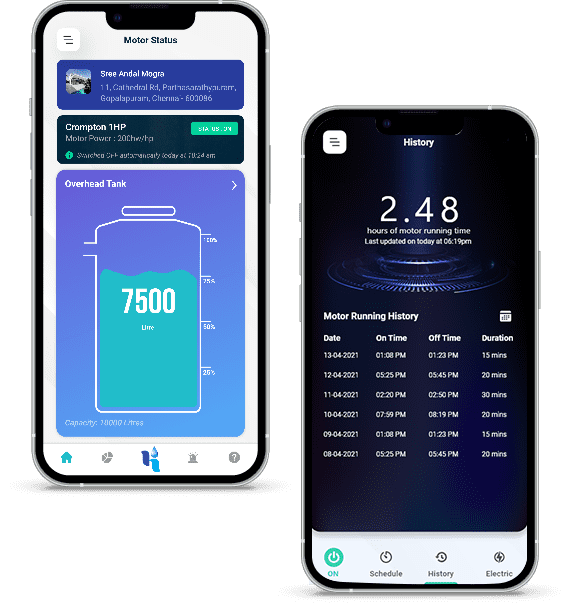 Motor Status
Sree Andal Mogra
11, Cathedral Rd, Parthasarathypuram,
Gopalapuram, Chenna - 600086
Crompton 1HP
STATUS: ON
Motor Power : 200hw/hp
Switched OFF automatically today at 10:24 am
Overhead Tank
100%
75%
7500
Litre
50%
25%
Capacity: 10000 Litres
History
2.48
hours of motor running time
Last updated on today at 06:19pm
Motor Running History
Date On Time Off Time Duration
13-04-2021 01:08 PM 01:23 PM 15 mins
12-04-2021 05:25 PM 05:45 PM 20 mins
11-04-2021 02:20 PM 02:50 PM 30 mins
10-04-2021 07:59 PM 08:19 PM 20 mins
09-04-2021 01:08 PM 01:23 PM 15 mins
08-04-2021 05:25 PM 05:45 PM 20 mins
ON Schedule History Electric